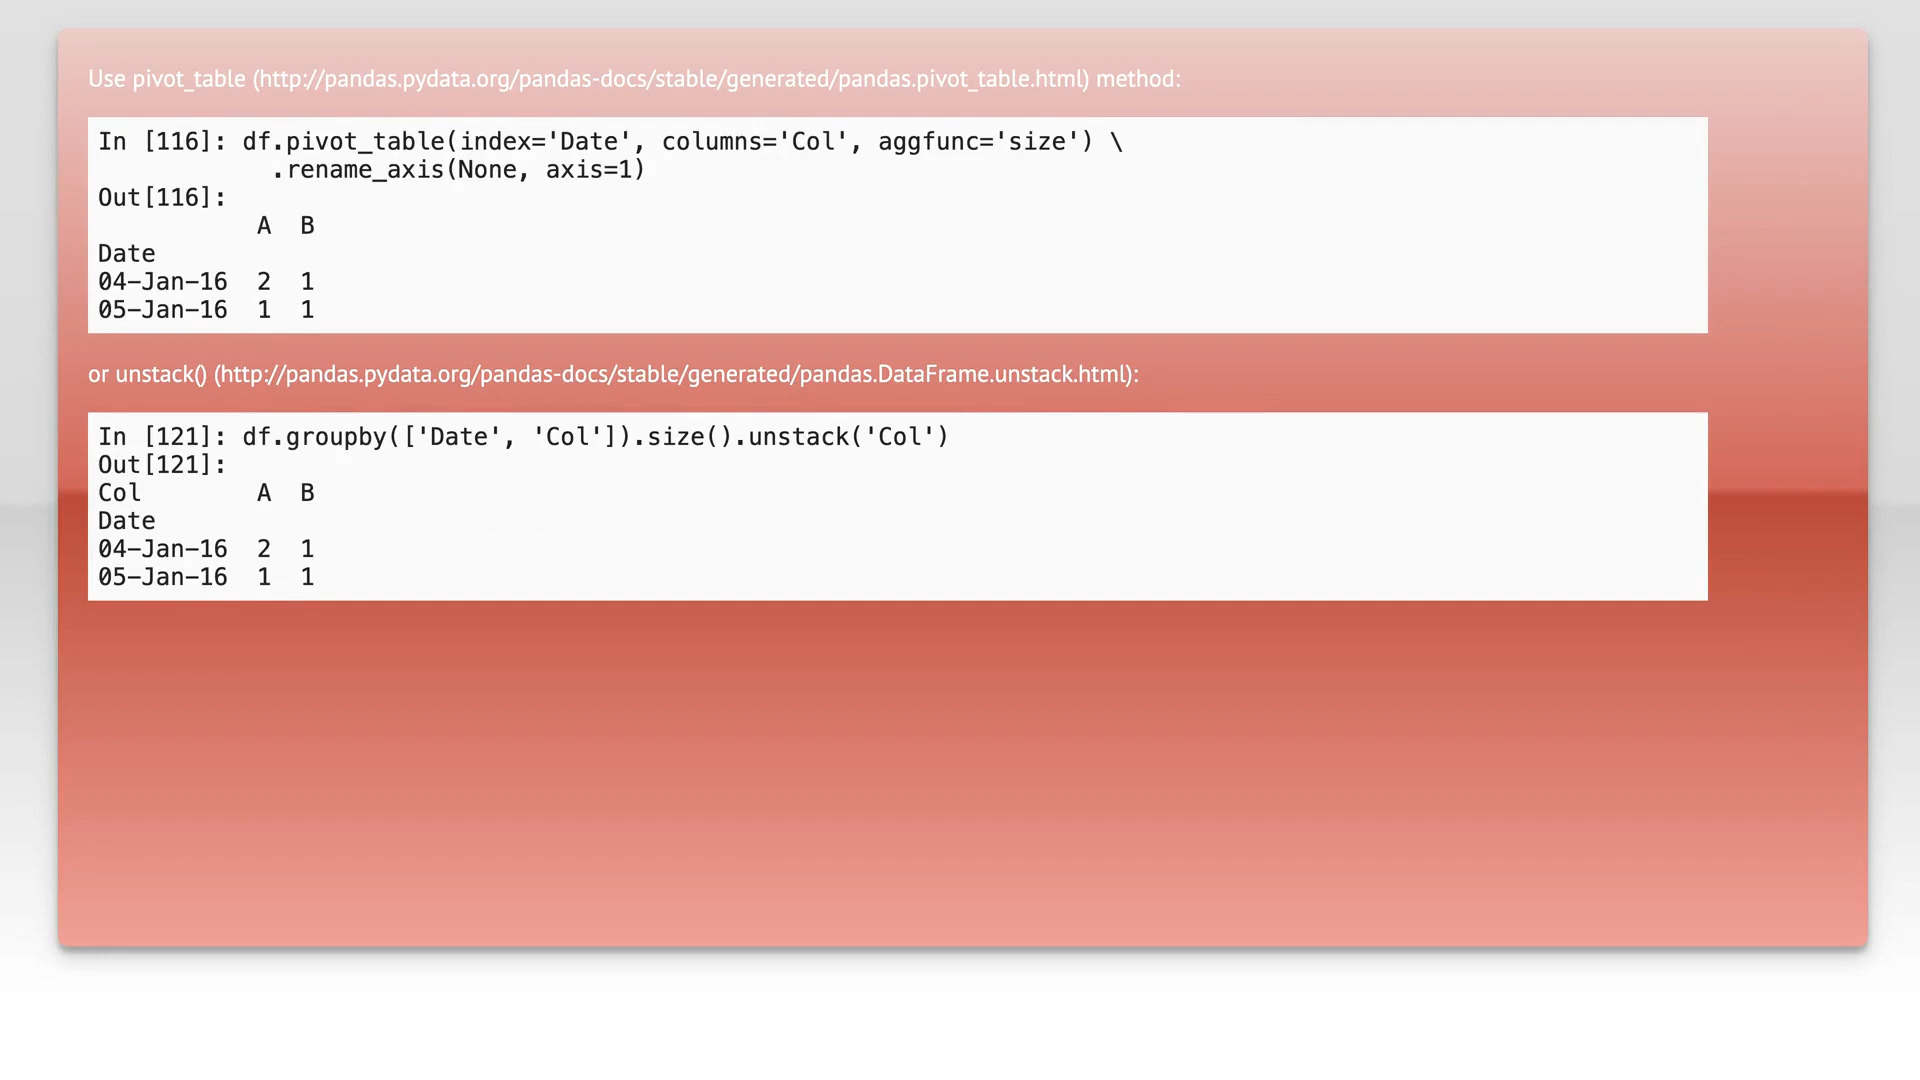 Use pivot_table (http://pandas.pydata.org/pandas-docs/stable/generated/pandas.pivot_table.html) method:
In [116]: df.pivot_table(index='Date', columns='Col', aggfunc='size') \
            .rename_axis(None, axis=1)
Out[116]:
           A  B
Date
04-Jan-16  2  1
05-Jan-16  1  1
or unstack() (http://pandas.pydata.org/pandas-docs/stable/generated/pandas.DataFrame.unstack.html):
In [121]: df.groupby(['Date', 'Col']).size().unstack('Col')
Out[121]:
Col        A  B
Date
04-Jan-16  2  1
05-Jan-16  1  1